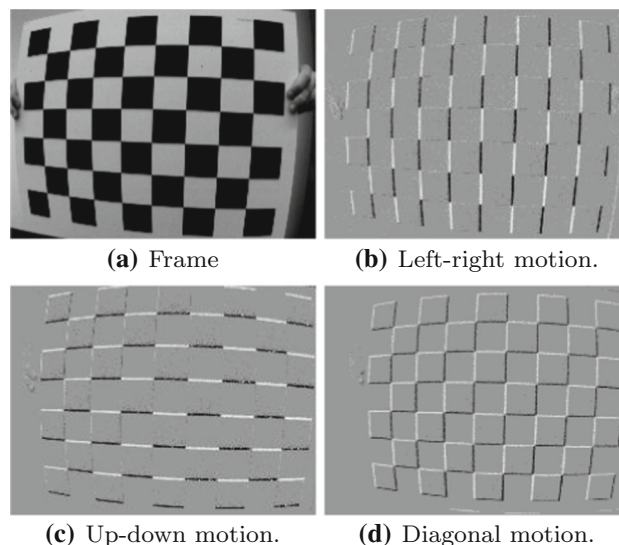 (a) Frame
(b) Left-right motion.
(c) Up-down motion.
(d) Diagonal motion.